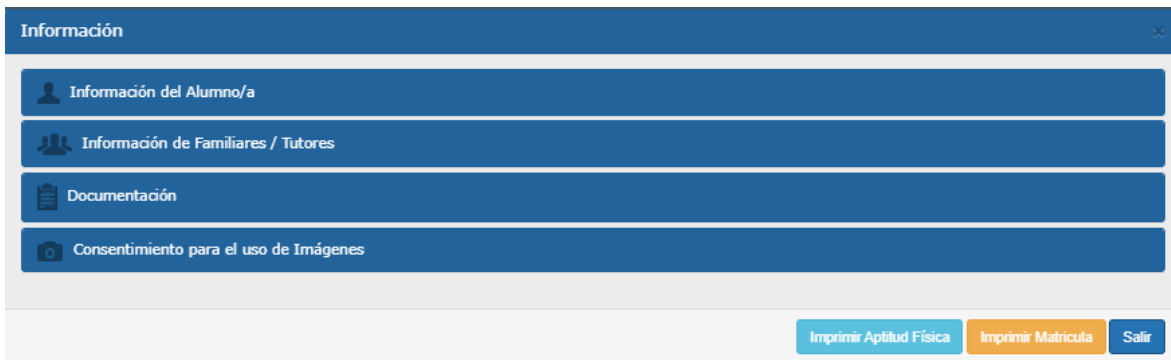 Información
Información del Alumno/a
Información de Familiares / Tutores
Documentación
Consentimiento para el uso de Imágenes
Imprimir Aptitud Física Imprimir Matricula Salir